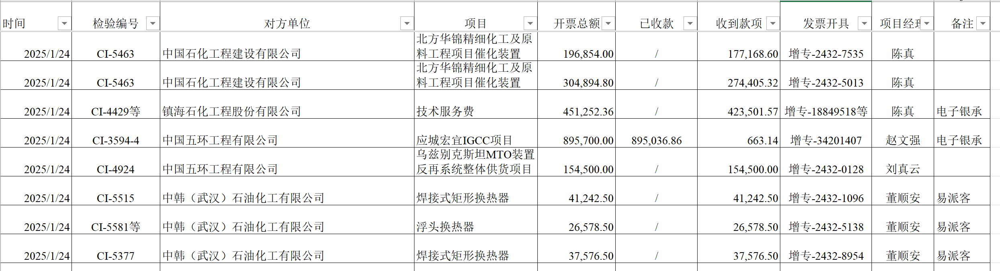 时间 检验编号 对方单位 项目 开票总额 已收款 收到款项 发票开具 项目经 备注
北方华锦精细化工及原
2025/1/24 CI-5463 中国石化工程建设有限公司 料工程项目催化装置 196,854.00 / 177,168.60 增专-2432-7535 陈真
北方华锦精细化工及原
2025/1/24 CI-5463 中国石化工程建设有限公司 料工程项目催化装置 304,894.80 / 274,405.32 增专-2432-5013 陈真
2025/1/24 CI-4429等 镇海石化工程股份有限公司 技术服务费 451,252.36 / 423,501.57 增专-18849518等 陈真 电子银承
2025/1/24 CI-3594-4 中国五环工程有限公司 应城宏宜IGCC项目 895,700.00 895,036.86 663.14 增专-34201407 赵文强 电子银承
乌兹别克斯坦MTO装置
2025/1/24 CI-4924 中国五环工程有限公司 反再系统整体供货项目 154,500.00 / 154,500.00 增专-2432-0128 刘真云
2025/1/24 CI-5515 中韩（武汉）石油化工有限公司 焊接式矩形换热器 41,242.50 / 41,242.50 增专-2432-1096 董顺安 易派客
2025/1/24 CI-5581等 中韩（武汉）石油化工有限公司 浮头换热器 26,578.50 / 26,578.50 增专-2432-5138 董顺安 易派客
2025/1/24 CI-5377 中韩（武汉）石油化工有限公司 焊接式矩形换热器 37,576.50 / 37,576.50 增专-2432-8954 董顺安 易派客